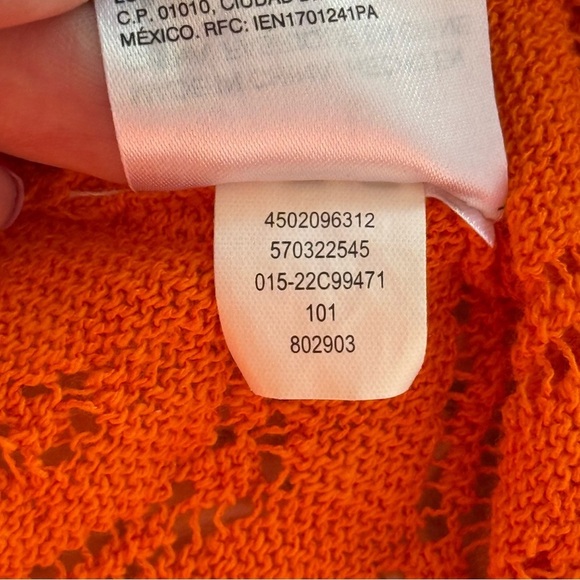 C.P. 01010, CIUDAD
MÉXICO. RFC: IEN1701241PA
4502096312
570322545
015-22C99471
101
802903